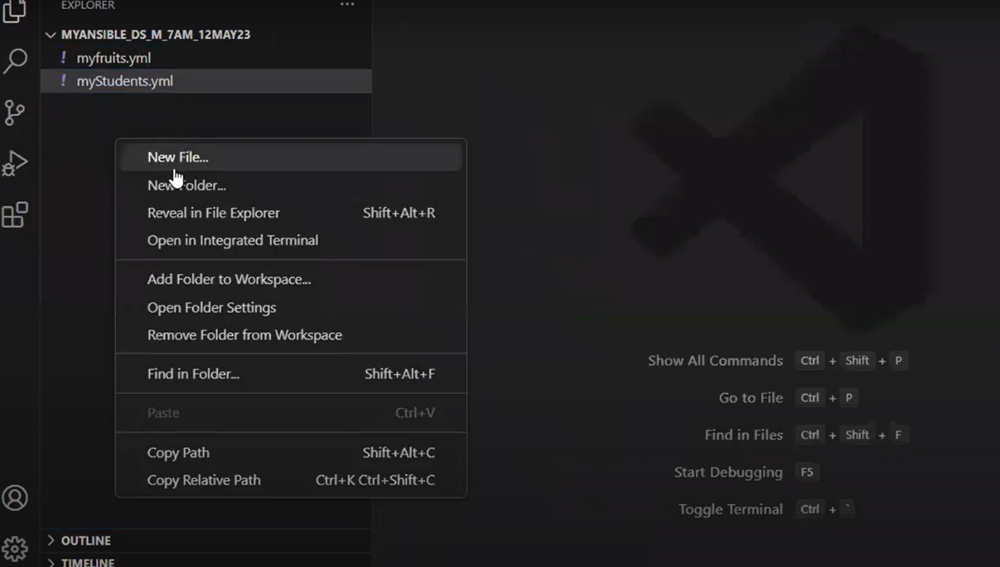 EXPLORER
MYANSIBLE_DS_M_7AM_12MAY23
! myfruits.yml
! myStudents.yml
New File...
New Folder...
Reveal in File Explorer Shift+Alt+R
Open in Integrated Terminal
Add Folder to Workspace...
Open Folder Settings
Remove Folder from Workspace
Find in Folder... Shift+Alt+F
Paste Ctrl+V
Copy Path Shift+Alt+C
Copy Relative Path Ctrl+K Ctrl+Shift+C
OUTLINE
TIMELINE
Show All Commands Ctrl + Shift + P
Go to File Ctrl + P
Find in Files Ctrl + Shift + F
Start Debugging F5
Toggle Terminal Ctrl + `